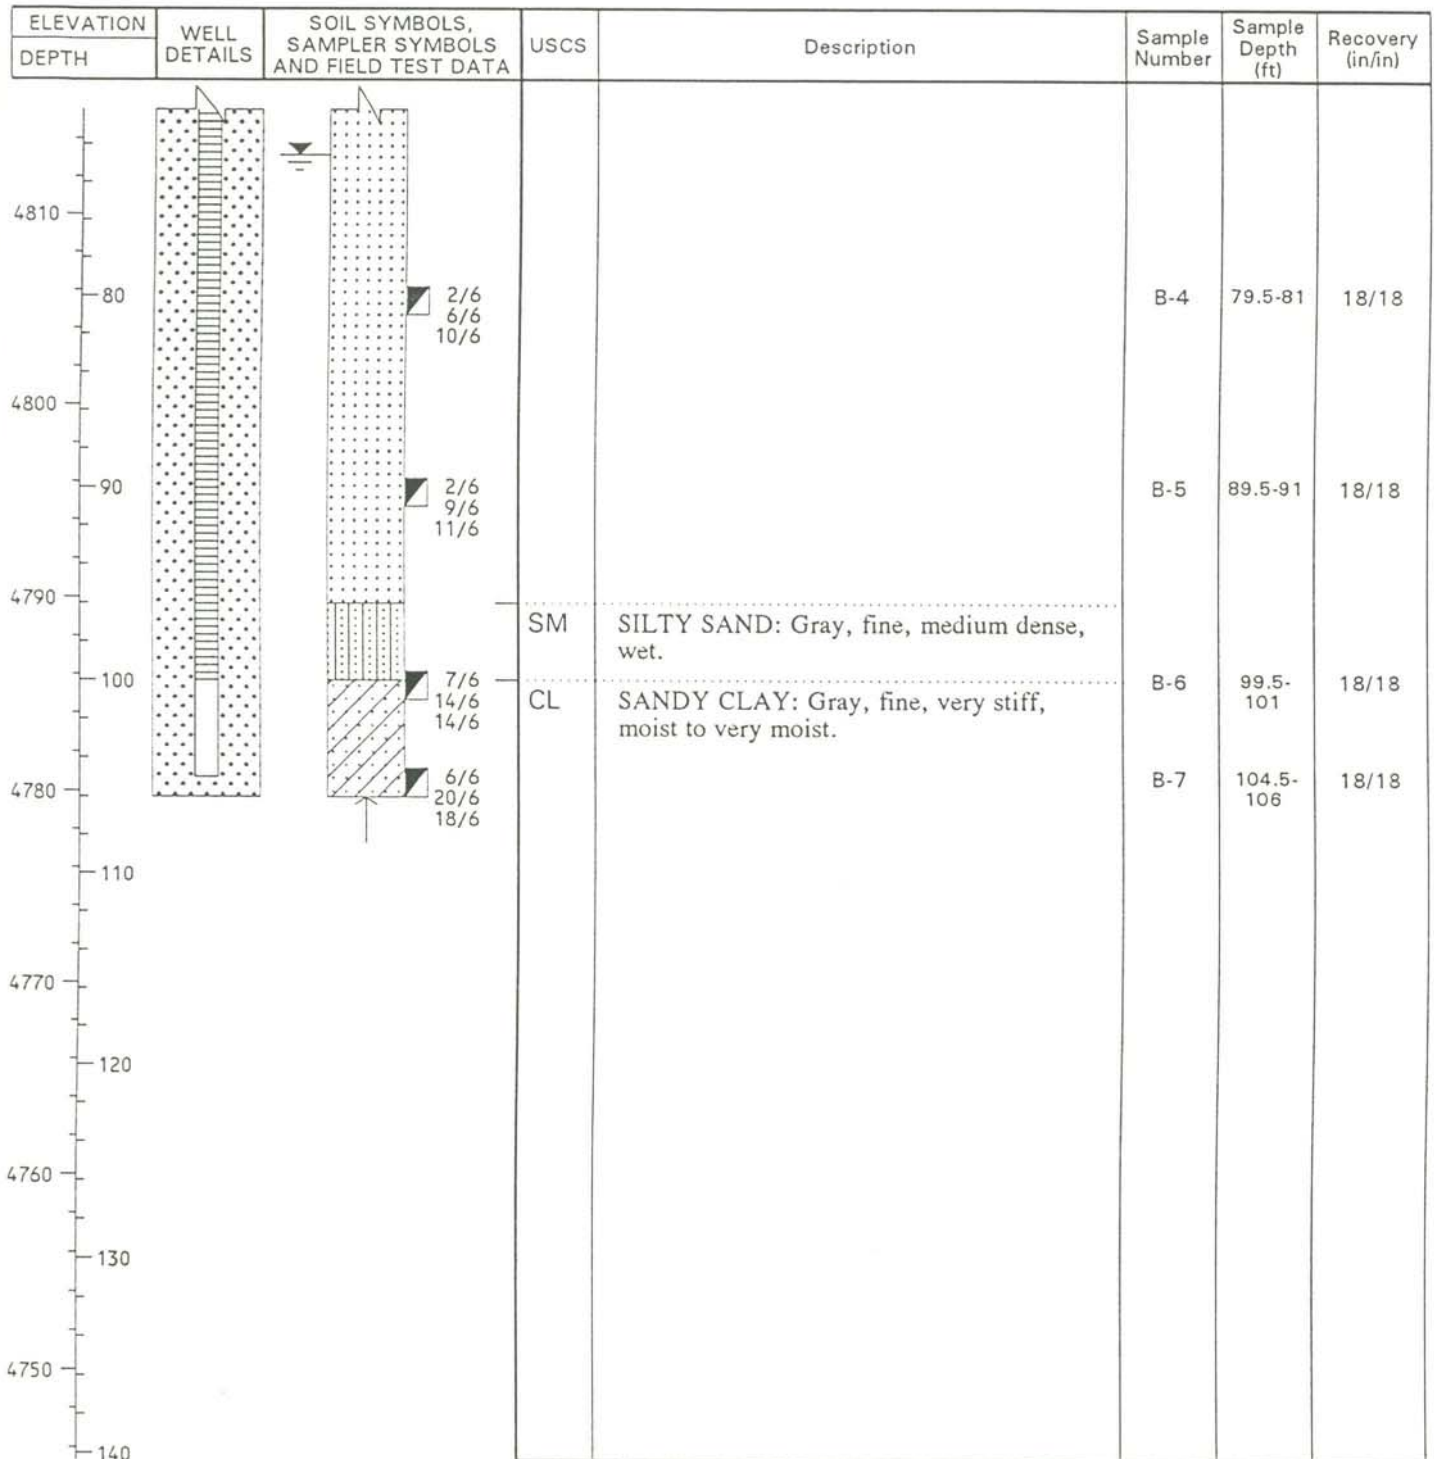 ELEVATION
DEPTH
WELL
DETAILS
SOIL SYMBOLS,
SAMPLER SYMBOLS
AND FIELD TEST DATA
USCS
Description
Sample
Number
Sample
Depth
(ft)
Recovery
(in/in)
4810
80
2/6
6/6
10/6
B-4
79.5-81
18/18
4800
90
2/6
9/6
11/6
B-5
89.5-91
18/18
4790
SM
SILTY SAND: Gray, fine, medium dense,
wet.
100
7/6
14/6
14/6
CL
SANDY CLAY: Gray, fine, very stiff,
moist to very moist.
B-6
99.5-
101
18/18
4780
6/6
20/6
18/6
B-7
104.5-
106
18/18
110
4770
120
4760
130
4750
140